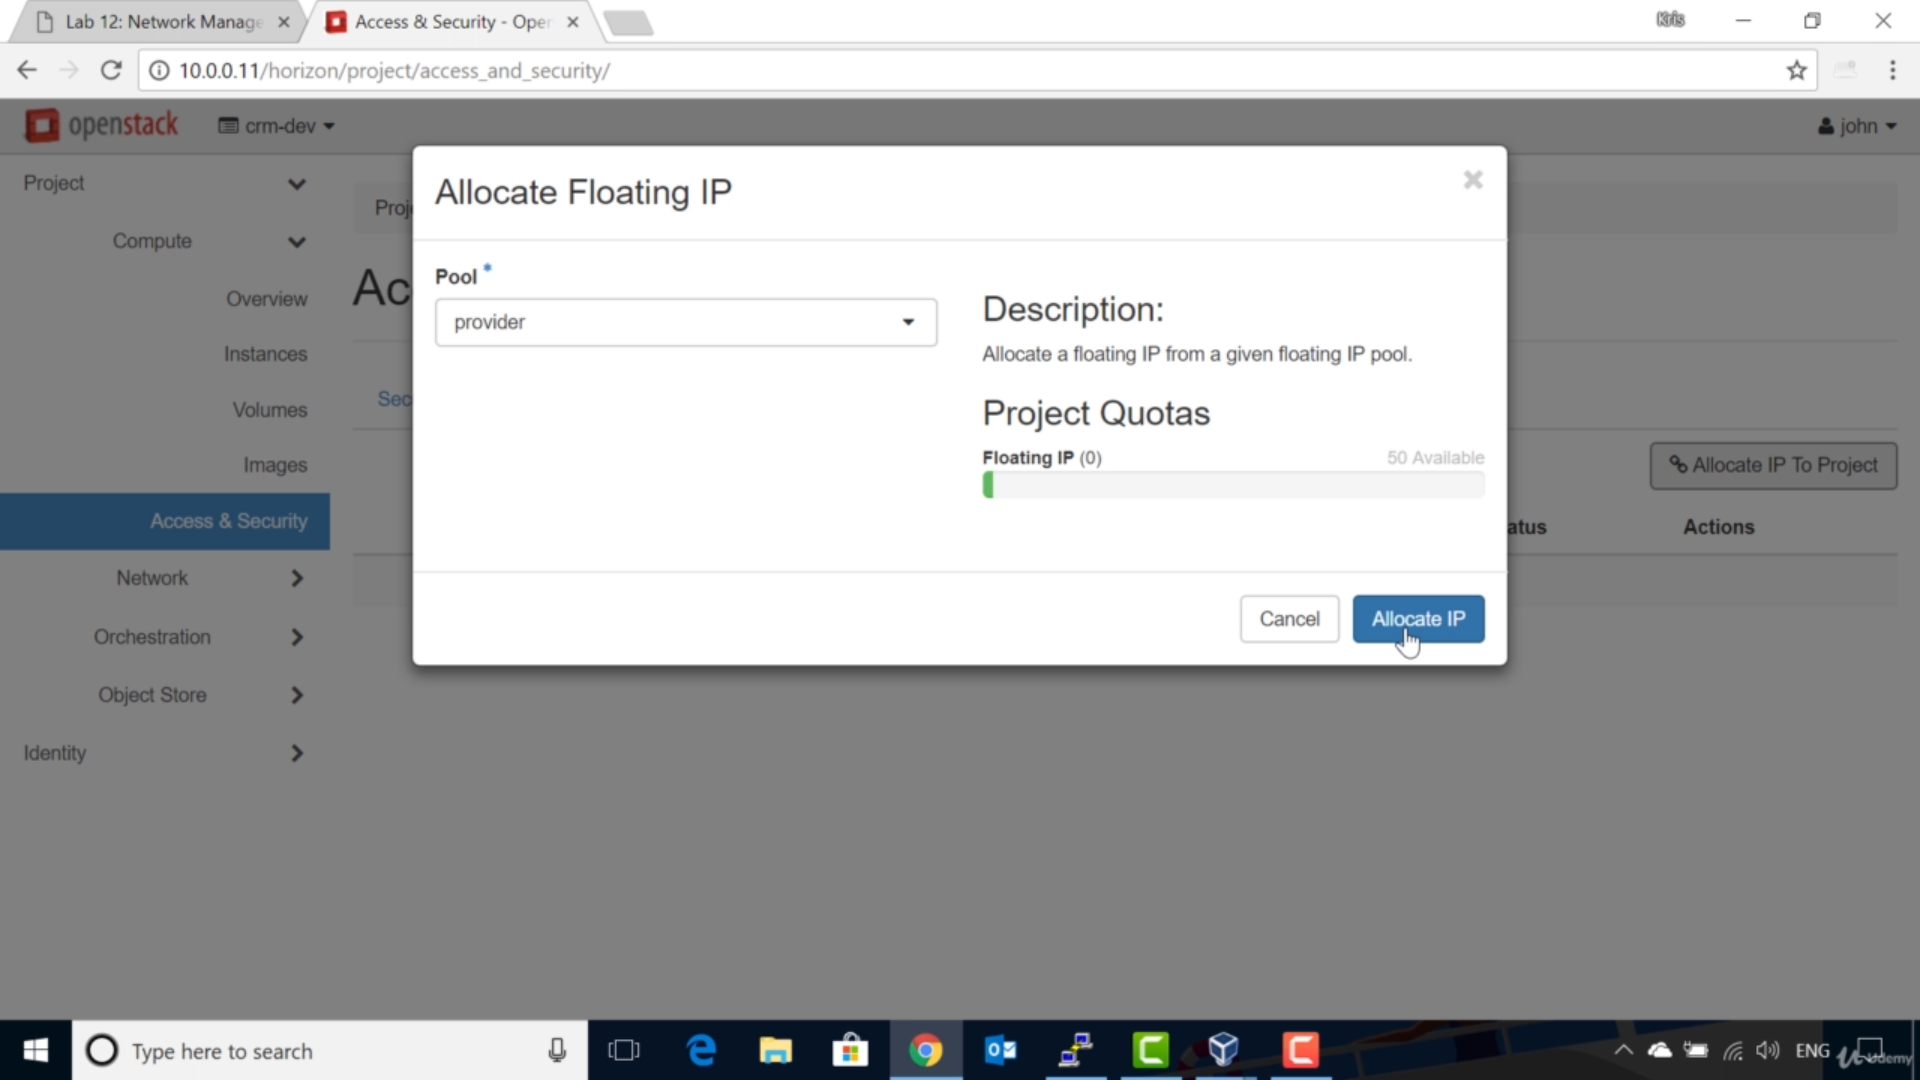 Lab 12: Network Manage
Access & Security - Open
Kris
10.0.0.11/horizon/project/access_and_security/
openstack
crm-dev
john
Project
Compute
Overview
Instances
Volumes
Images
Access & Security
Network
Orchestration
Object Store
Identity
Proj
Ac
Sec
Allocate IP To Project
atus
Actions
Allocate Floating IP
Pool *
provider
Description:
Allocate a floating IP from a given floating IP pool.
Project Quotas
Floating IP (0)
50 Available
Cancel
Allocate IP
Type here to search
ENG
Udemy